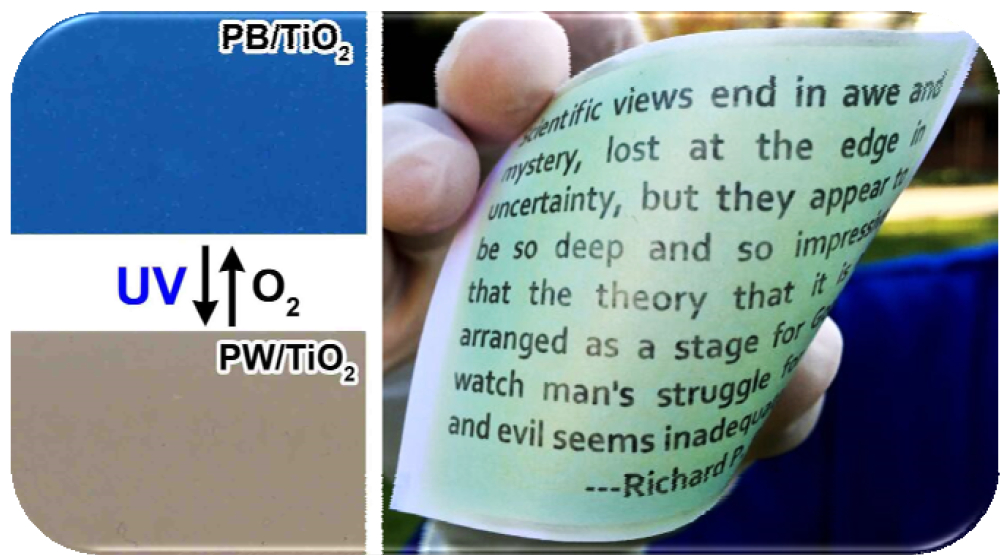 PB/TiO₂
UV O₂
PW/TiO₂
scientific views end in awe and
mystery, lost at the edge in
uncertainty, but they appear to
be so deep and so
that the theory that it is
arranged as a stage for
watch man's struggle
and evil seems
---Richard